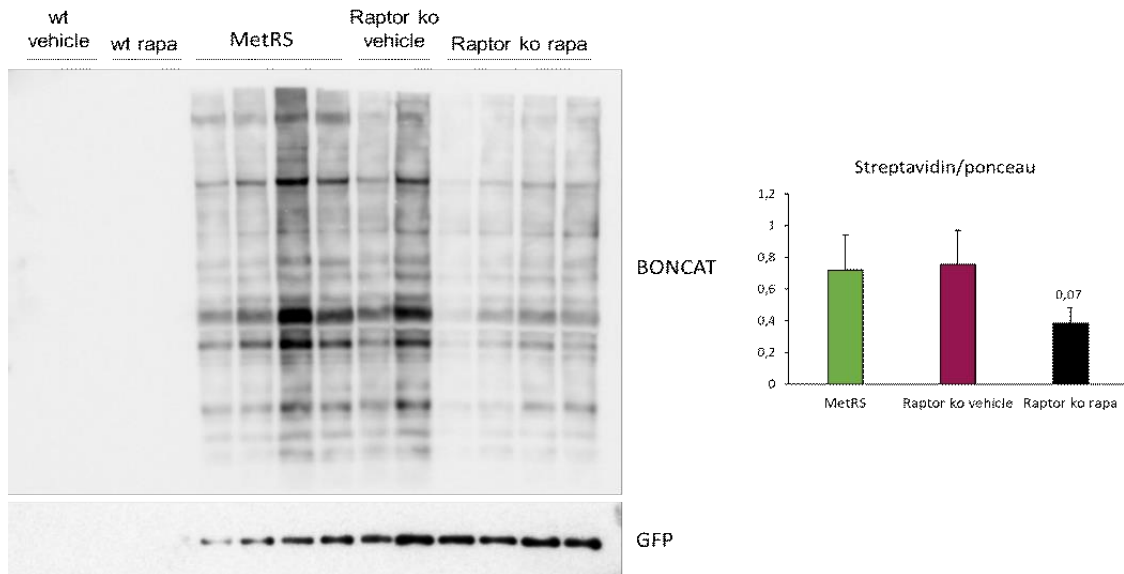 wt
vehicle
wt rapa
MetRS
Raptor ko
vehicle
Raptor ko rapa
BONCAT
GFP
Streptavidin/ponceau
1,2
1
0,8
0,6
0,4
0,2
0
0,07
MetRS
Raptor ko vehicle
Raptor ko rapa